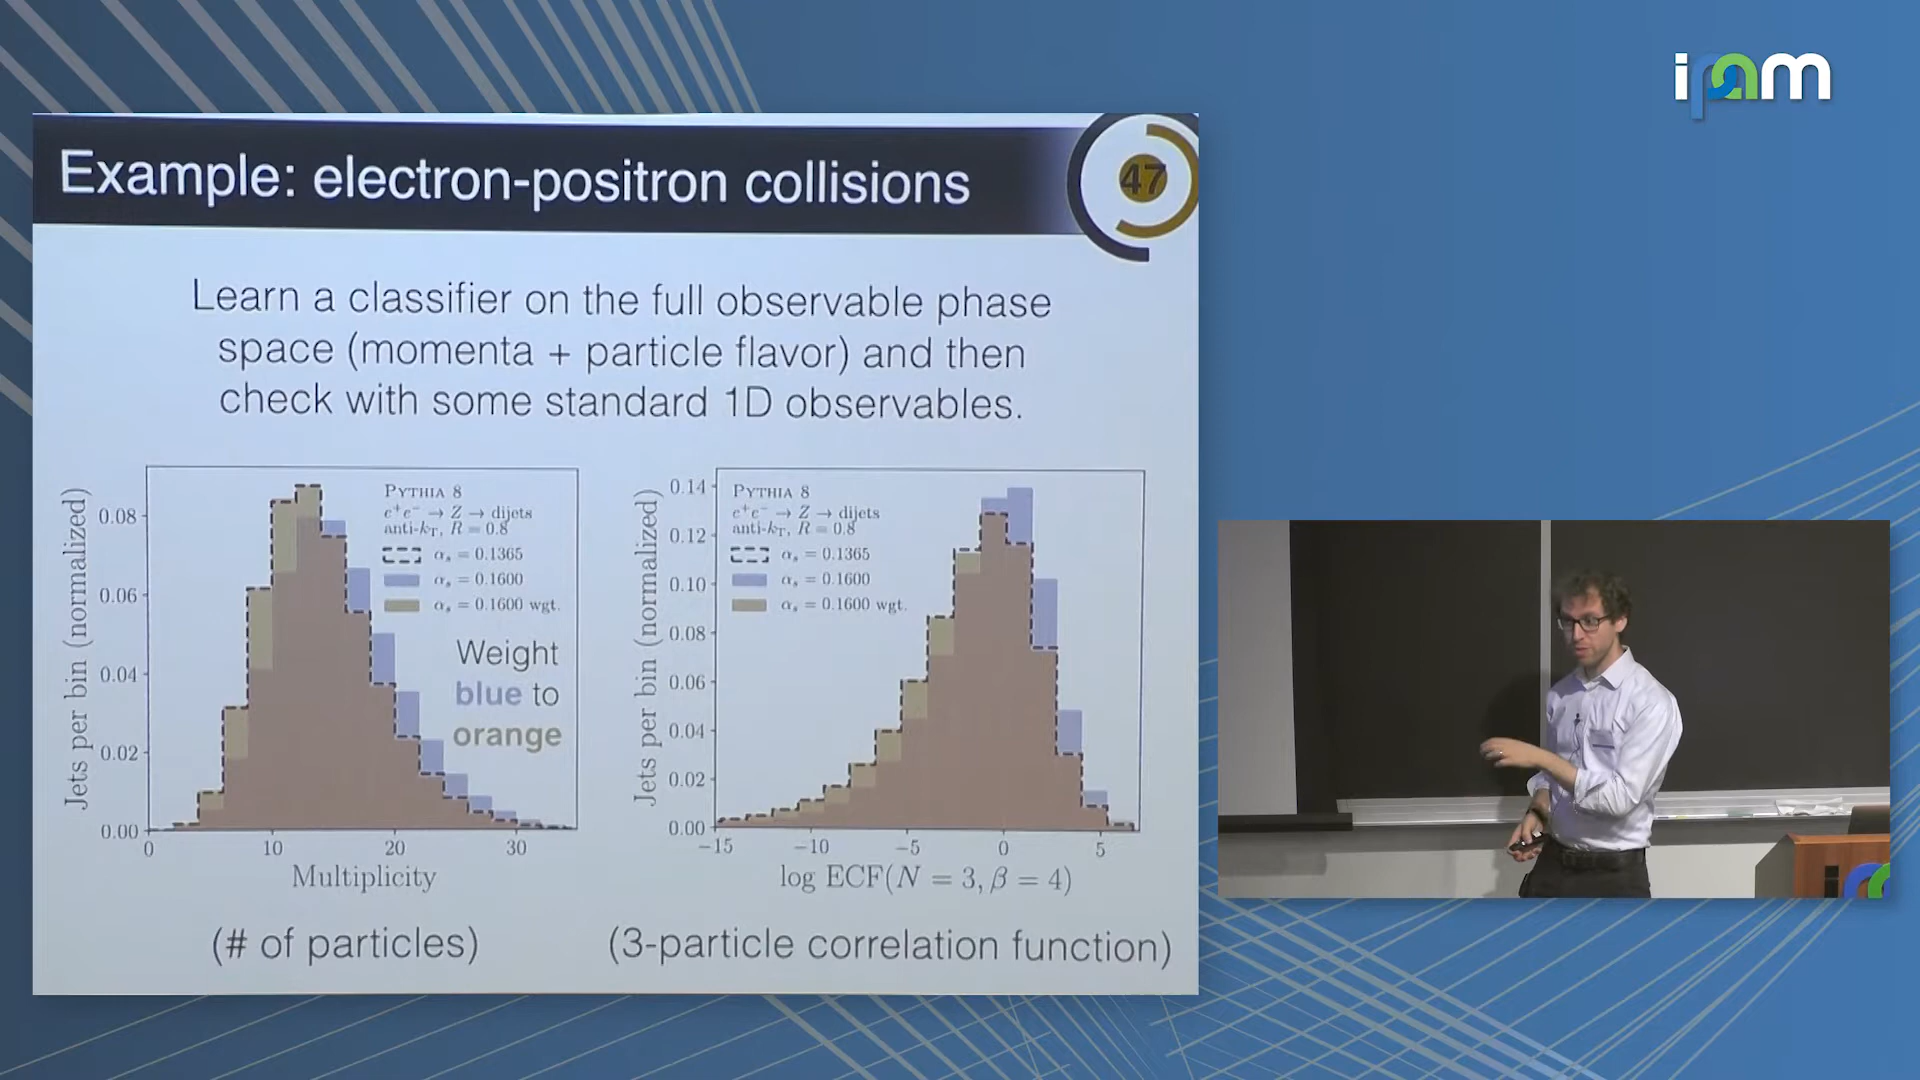 ipam
Example: electron-positron collisions
47
Learn a classifier on the full observable phase
space (momenta + particle flavor) and then
check with some standard 1D observables.
Jets per bin (normalized)
0.08
0.06
0.04
0.02
0.00
0
10
20
30
Multiplicity
PYTHIA 8
e⁺e⁻ → Z → dijets
anti-k_T, R = 0.8
α_s = 0.1365
α_s = 0.1600
α_s = 0.1600 wgt.
Weight
blue to
orange
(# of particles)
Jets per bin (normalized)
0.14
0.12
0.10
0.08
0.06
0.04
0.02
0.00
−15
−10
−5
0
5
log ECF(N = 3, β = 4)
PYTHIA 8
e⁺e⁻ → Z → dijets
anti-k_T, R = 0.8
α_s = 0.1365
α_s = 0.1600
α_s = 0.1600 wgt.
(3-particle correlation function)